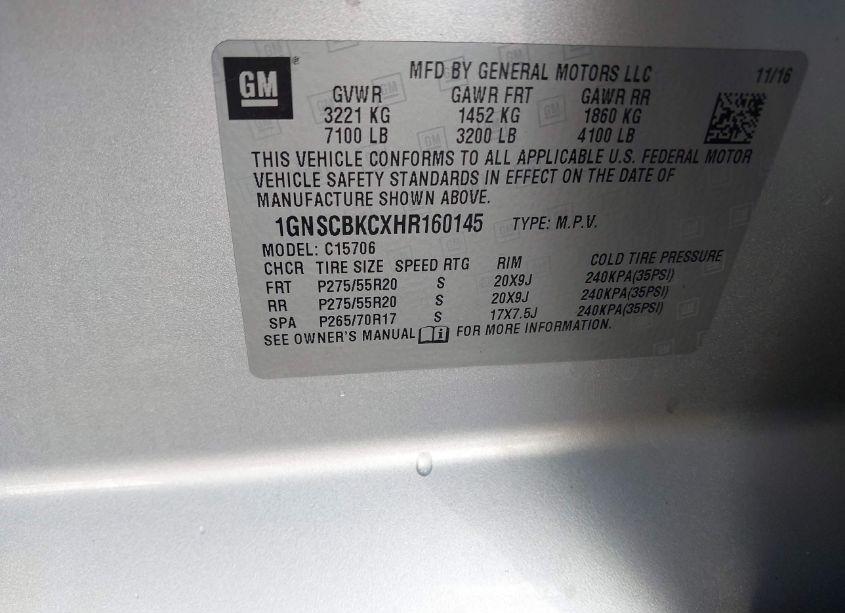 GM
MFD BY GENERAL MOTORS LLC 11/16
GVWR GAWR FRT GAWR RR
3221 KG 1452 KG 1860 KG
7100 LB 3200 LB 4100 LB
THIS VEHICLE CONFORMS TO ALL APPLICABLE U.S. FEDERAL MOTOR
VEHICLE SAFETY STANDARDS IN EFFECT ON THE DATE OF
MANUFACTURE SHOWN ABOVE.
1GNSCBKCXHR160145 TYPE: M.P.V.
MODEL: C15706
CHCR TIRE SIZE SPEED RTG RIM COLD TIRE PRESSURE
FRT P275/55R20 S 20X9J 240KPA(35PSI)
RR P275/55R20 S 20X9J 240KPA(35PSI)
SPA P265/70R17 S 17X7.5J 240KPA(35PSI)
SEE OWNER'S MANUAL i FOR MORE INFORMATION.